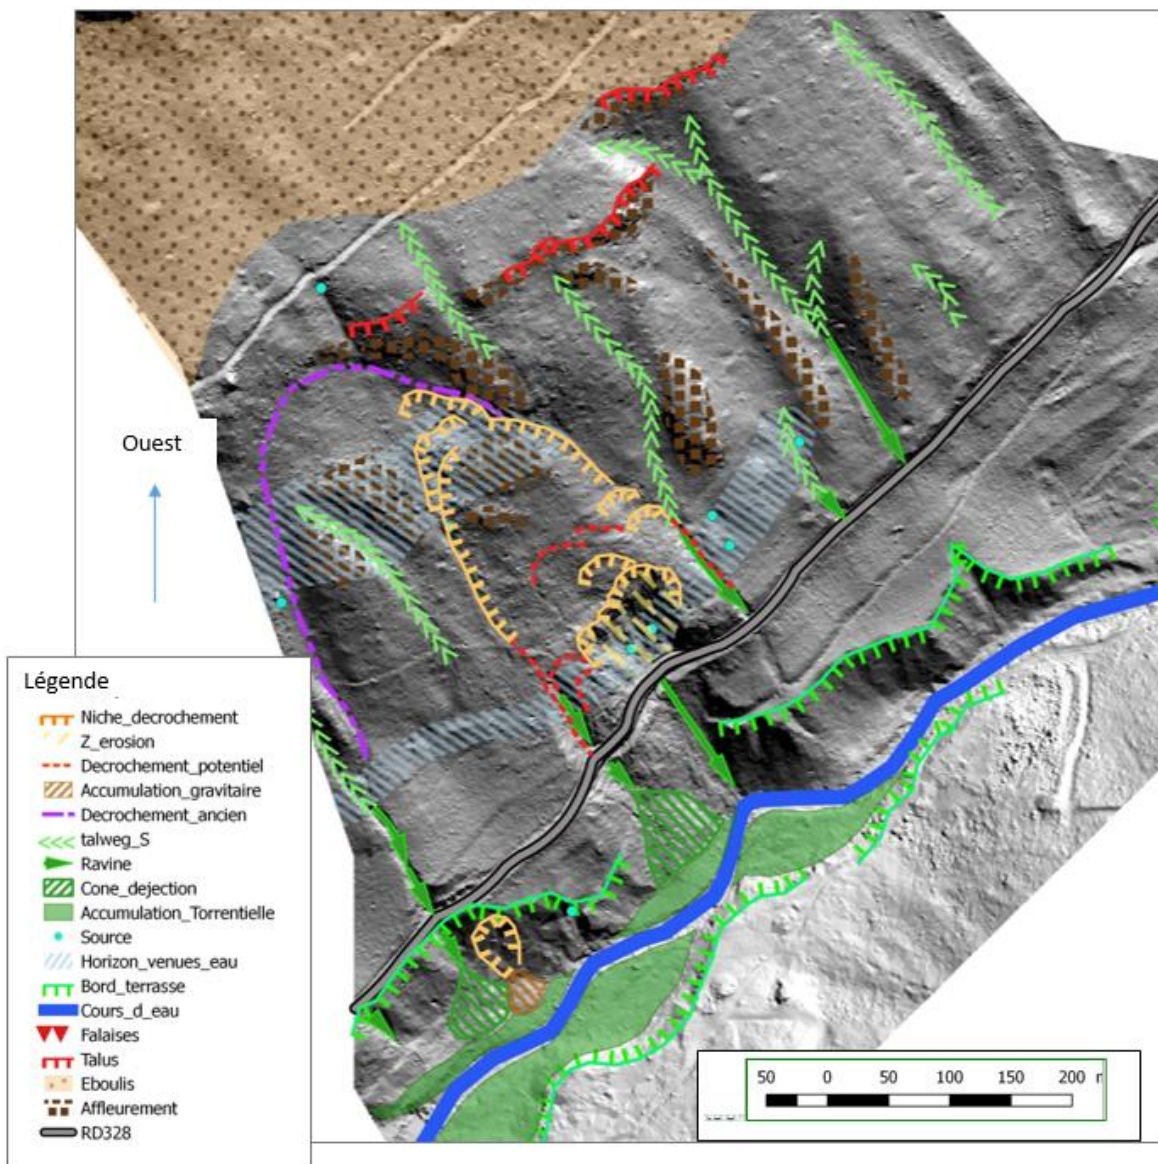 Ouest
Légende
Niche_decrochement
Z_erosion
Decrochement_potentiel
Accumulation_gravitaire
Decrochement_ancien
talweg_S
Ravine
Cone_dejection
Accumulation_Torrentielle
Source
Horizon_venues_eau
Bord_terrasse
Cours_d_eau
Falaises
Talus
Eboulis
Affleurement
RD328
50 0 50 100 150 200